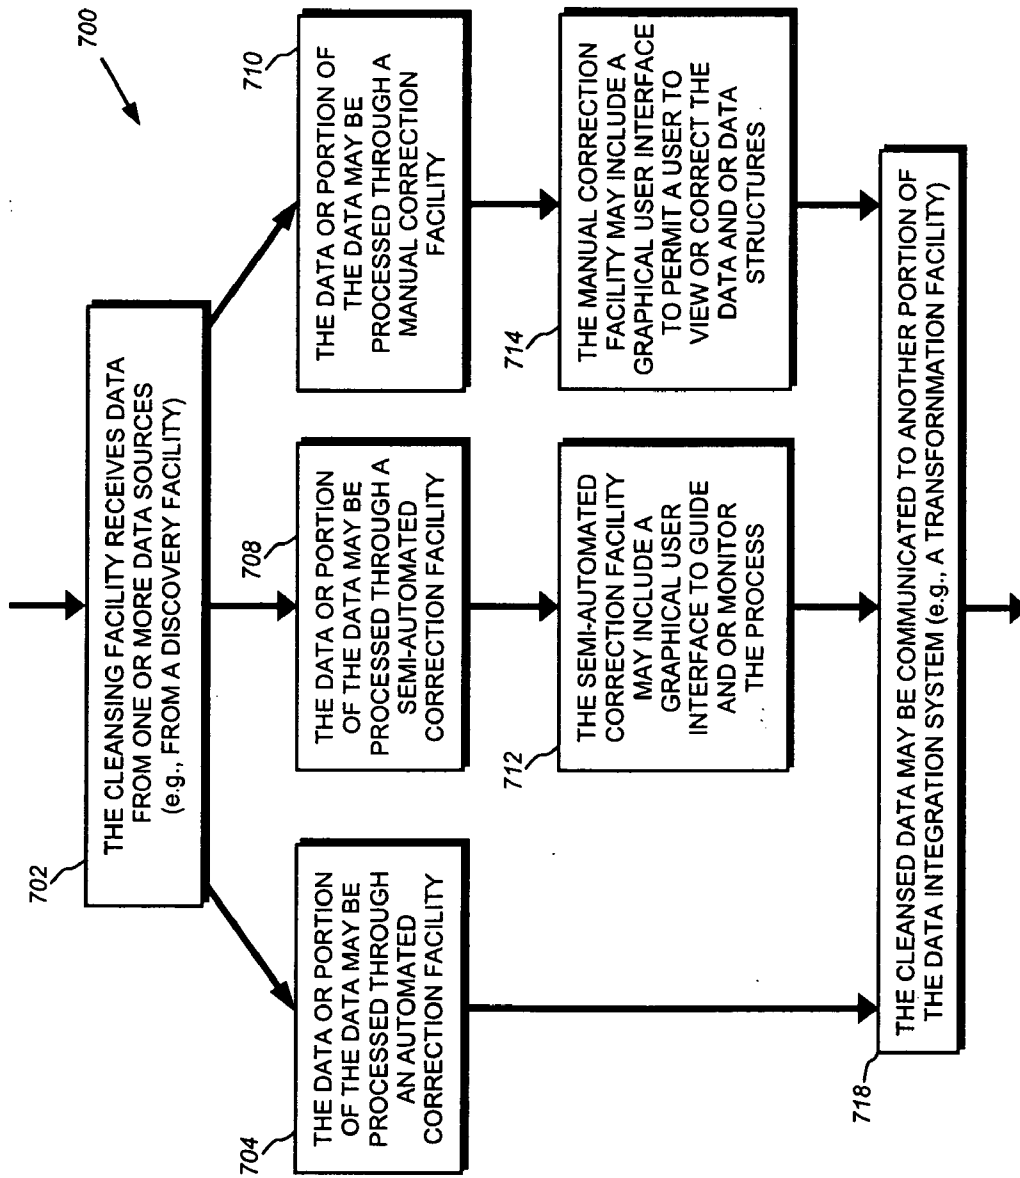 700
702
THE CLEANSING FACILITY RECEIVES DATA
FROM ONE OR MORE DATA SOURCES
(e.g., FROM A DISCOVERY FACILITY)
704
THE DATA OR PORTION
OF THE DATA MAY BE
PROCESSED THROUGH
AN AUTOMATED
CORRECTION FACILITY
708
THE DATA OR PORTION
OF THE DATA MAY BE
PROCESSED THROUGH A
SEMI-AUTOMATED
CORRECTION FACILITY
710
THE DATA OR PORTION OF
THE DATA MAY BE
PROCESSED THROUGH A
MANUAL CORRECTION
FACILITY
712
THE SEMI-AUTOMATED
CORRECTION FACILITY
MAY INCLUDE A
GRAPHICAL USER
INTERFACE TO GUIDE
AND OR MONITOR
THE PROCESS
714
THE MANUAL CORRECTION
FACILITY MAY INCLUDE A
GRAPHICAL USER INTERFACE
TO PERMIT A USER TO
VIEW OR CORRECT THE
DATA AND OR DATA
STRUCTURES
718
THE CLEANSED DATA MAY BE COMMUNICATED TO ANOTHER PORTION OF
THE DATA INTEGRATION SYSTEM (e.g., A TRANSFORNMATION FACILITY)